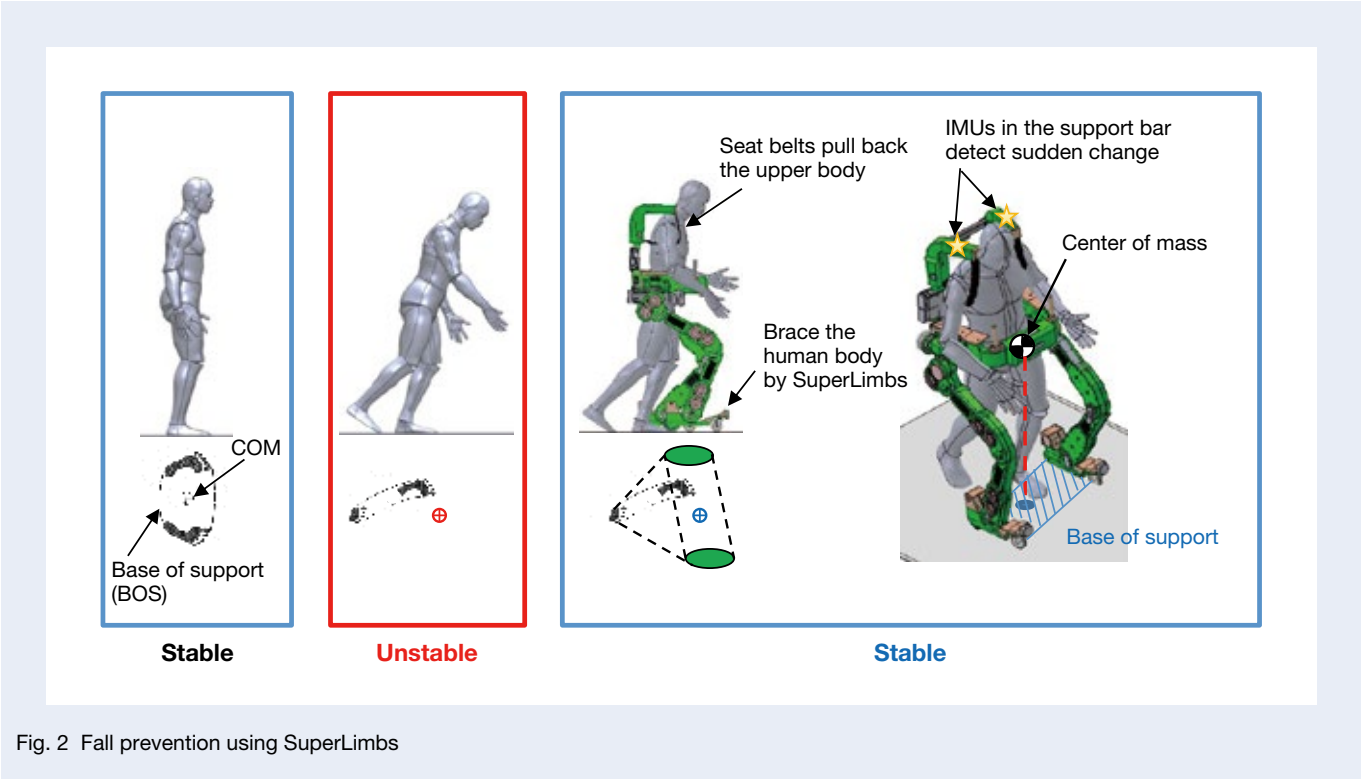 Seat belts pull back
the upper body
IMUs in the support bar
detect sudden change
Center of mass
Brace the
human body
by SuperLimbs
COM
Base of support
(BOS)
Base of support
Stable
Unstable
Stable
Fig. 2 Fall prevention using SuperLimbs